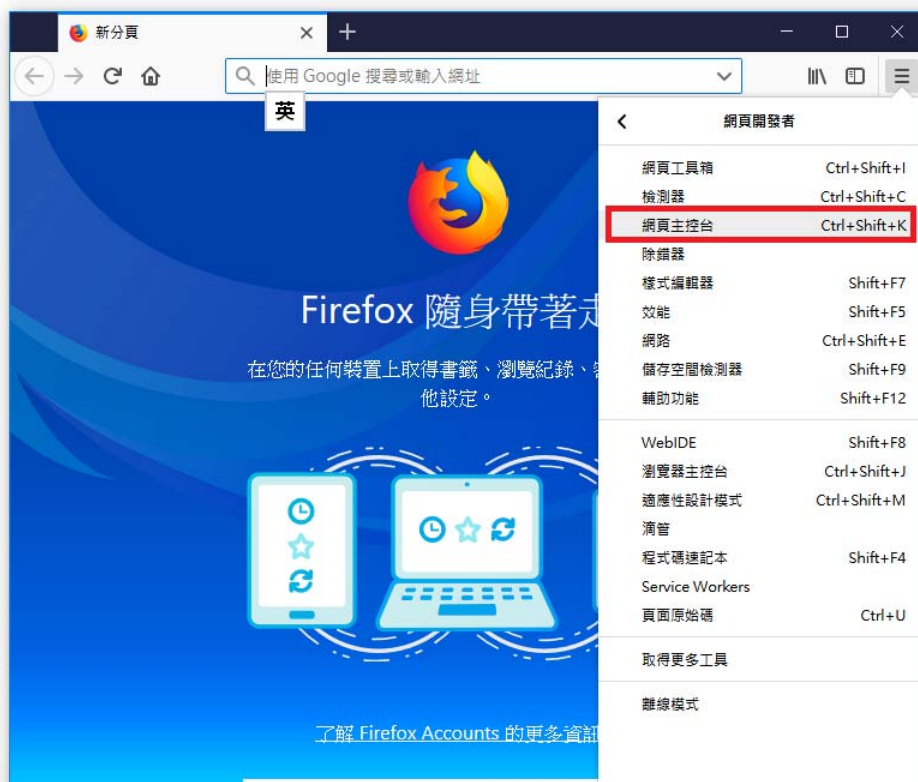 新分頁
使用 Google 搜尋或輸入網址
英
網頁開發者
網頁工具箱 Ctrl+Shift+I
檢測器 Ctrl+Shift+C
網頁主控台 Ctrl+Shift+K
除錯器
樣式編輯器 Shift+F7
效能 Shift+F5
網路 Ctrl+Shift+E
儲存空間檢測器 Shift+F9
輔助功能 Shift+F12
WebIDE Shift+F8
瀏覽器主控台 Ctrl+Shift+J
適應性設計模式 Ctrl+Shift+M
滴管
程式碼速記本 Shift+F4
Service Workers
頁面原始碼 Ctrl+U
取得更多工具
離線模式
Firefox 隨身帶著
在您的任何裝置上取得書籤、瀏覽紀錄、
他設定。
了解 Firefox Accounts 的更多資訊